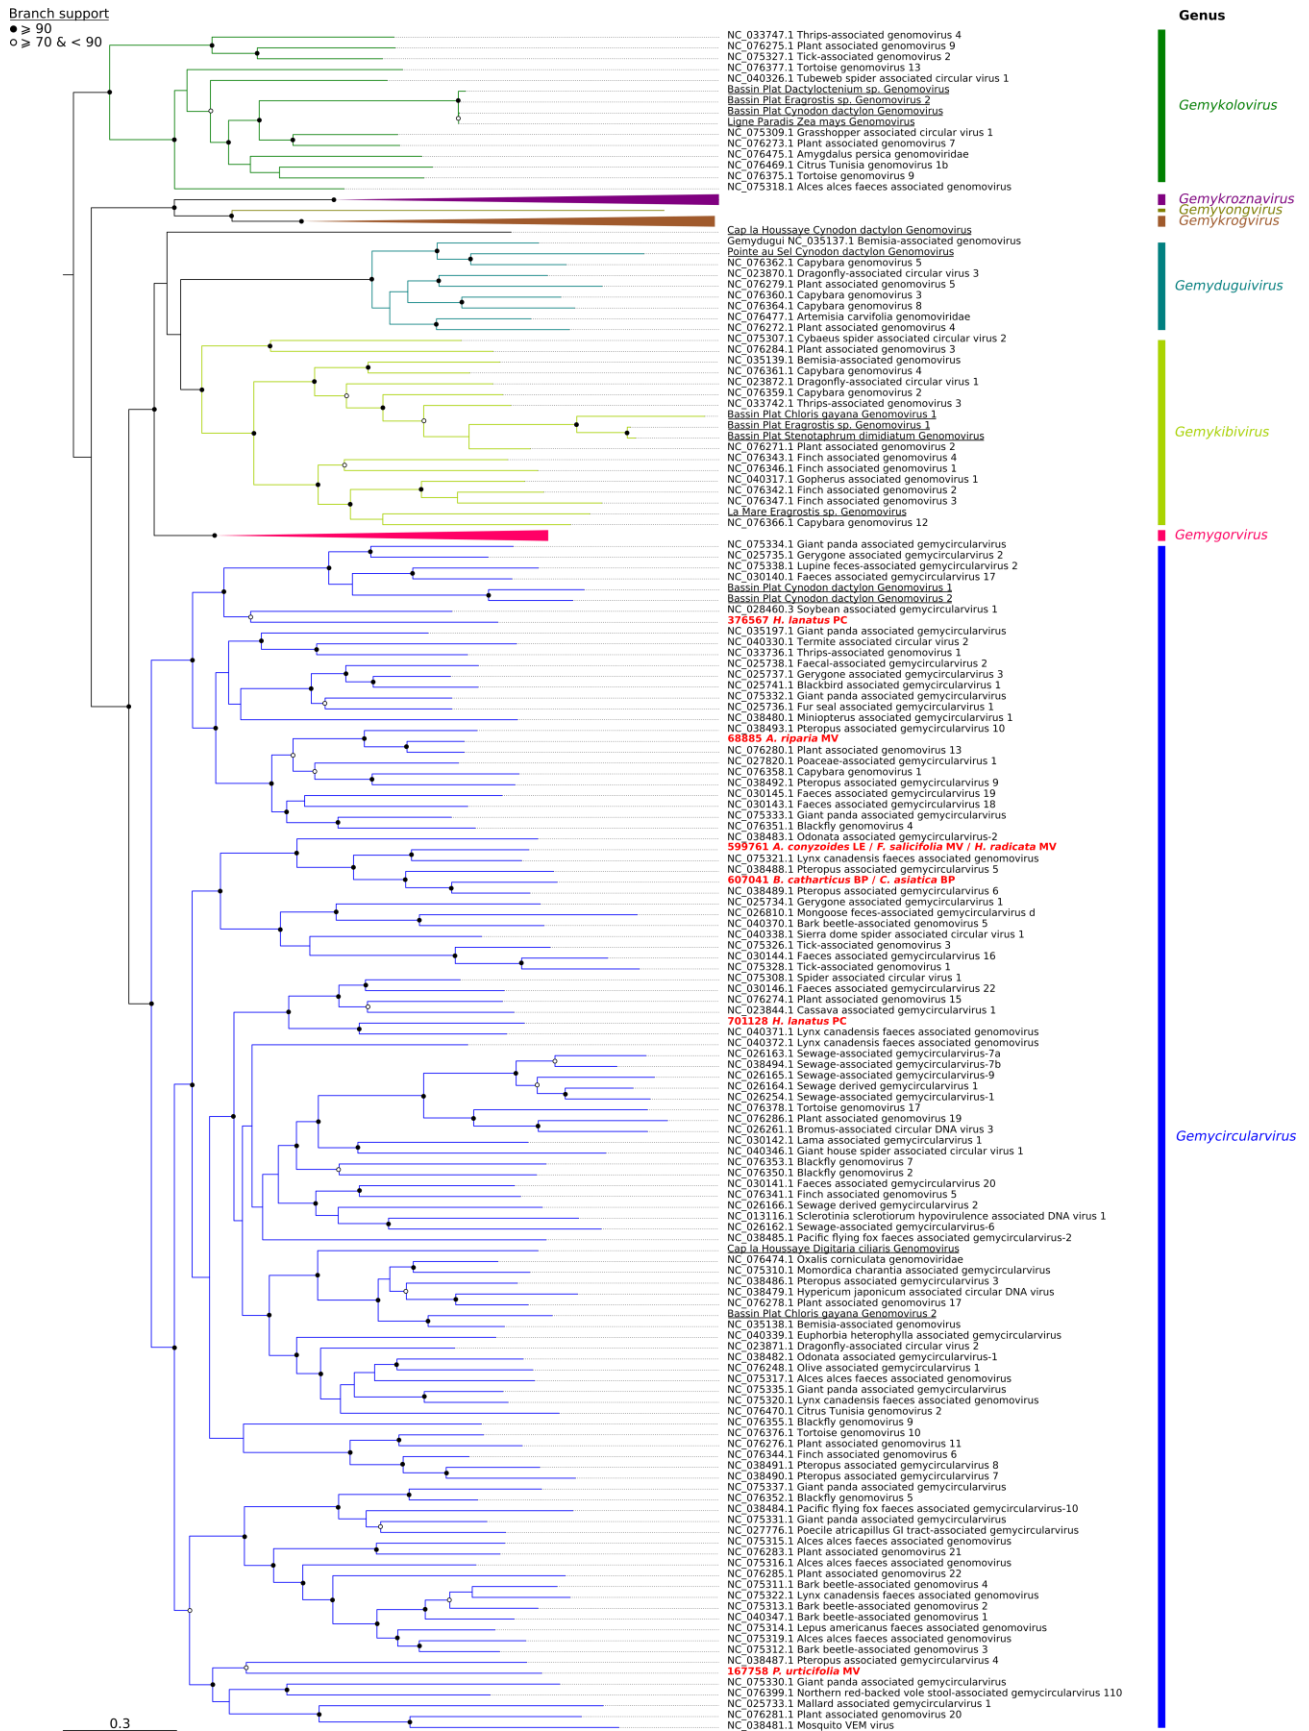 Branch support
● ⩾ 90
○ ⩾ 70 & < 90
Genus
NC_033747.1 Thrips-associated genomovirus 4
NC_076275.1 Plant associated genomovirus 9
NC_075327.1 Tick-associated genomovirus 2
NC_076377.1 Tortoise genomovirus 13
NC_040326.1 Tubeweb spider associated circular virus 1
Bassin Plat Dactyloctenium sp. Genomovirus
Bassin Plat Eragrostis sp. Genomovirus 2
Bassin Plat Cynodon dactylon Genomovirus
Gemykolovirus
Ligne Paradis Zea mays Genomovirus
NC_075309.1 Grasshopper associated circular virus 1
NC_076273.1 Plant associated genomovirus 7
NC_076475.1 Amygdalus persica genomoviridae
NC_076469.1 Citrus Tunisia genomovirus 1b
NC_076375.1 Tortoise genomovirus 9
NC_075318.1 Alces alces faeces associated genomovirus
Gemykroznavirus
Gemyvongvirus
Gemykrogvirus
Cap la Houssaye Cynodon dactylon Genomovirus
Gemydugui NC_035137.1 Bemisia-associated genomovirus
Pointe au Sel Cynodon dactylon Genomovirus
NC_076362.1 Capybara genomovirus 5
NC_023870.1 Dragonfly-associated circular virus 3
NC_076279.1 Plant associated genomovirus 5
Gemyduguivirus
NC_076360.1 Capybara genomovirus 3
NC_076364.1 Capybara genomovirus 8
NC_076477.1 Artemisia carvifolia genomoviridae
NC_076272.1 Plant associated genomovirus 4
NC_075307.1 Cybaeus spider associated circular virus 2
NC_076284.1 Plant associated genomovirus 3
NC_035139.1 Bemisia-associated genomovirus
NC_076361.1 Capybara genomovirus 4
NC_023872.1 Dragonfly-associated circular virus 1
NC_076359.1 Capybara genomovirus 2
NC_033742.1 Thrips-associated genomovirus 3
Bassin Plat Chloris gayana Genomovirus 1
Bassin Plat Eragrostis sp. Genomovirus 1
Gemykibivirus
Bassin Plat Stenotaphrum dimidiatum Genomovirus
NC_076271.1 Plant associated genomovirus 2
NC_076343.1 Finch associated genomovirus 4
NC_076346.1 Finch associated genomovirus 1
NC_040317.1 Gopherus associated genomovirus 1
NC_076342.1 Finch associated genomovirus 2
NC_076347.1 Finch associated genomovirus 3
La Mare Eragrostis sp. Genomovirus
NC_076366.1 Capybara genomovirus 12
Gemygorvirus
NC_075334.1 Giant panda associated gemycircularvirus
NC_025735.1 Gerygone associated gemycircularvirus 2
NC_075338.1 Lupine feces-associated gemycircularvirus 2
NC_030140.1 Faeces associated gemycircularvirus 17
Bassin Plat Cynodon dactylon Genomovirus 1
Bassin Plat Cynodon dactylon Genomovirus 2
NC_028460.3 Soybean associated gemycircularvirus 1
376567 H. lanatus PC
NC_035197.1 Giant panda associated gemycircularvirus
NC_040330.1 Termite associated circular virus 2
NC_033736.1 Thrips-associated genomovirus 1
NC_025738.1 Faecal-associated gemycircularvirus 2
NC_025737.1 Gerygone associated gemycircularvirus 3
NC_025741.1 Blackbird associated gemycircularvirus 1
NC_075332.1 Giant panda associated gemycircularvirus
NC_025736.1 Fur seal associated gemycircularvirus 1
NC_038480.1 Miniopterus associated gemycircularvirus 1
NC_038493.1 Pteropus associated gemycircularvirus 10
68885 A. riparia MV
NC_076280.1 Plant associated genomovirus 13
NC_027820.1 Poaceae-associated gemycircularvirus 1
NC_076358.1 Capybara genomovirus 1
NC_038492.1 Pteropus associated gemycircularvirus 9
NC_030145.1 Faeces associated gemycircularvirus 19
NC_030143.1 Faeces associated gemycircularvirus 18
NC_075333.1 Giant panda associated gemycircularvirus
NC_076351.1 Blackfly genomovirus 4
NC_038483.1 Odonata associated gemycircularvirus-2
599761 A. conyzoides LE / F. salicifolia MV / H. radicata MV
NC_075321.1 Lynx canadensis faeces associated genomovirus
NC_038488.1 Pteropus associated gemycircularvirus 5
607041 B. catharticus BP / C. asiatica BP
NC_038489.1 Pteropus associated gemycircularvirus 6
NC_025734.1 Gerygone associated gemycircularvirus 1
NC_026810.1 Mongoose feces-associated gemycircularvirus d
NC_040370.1 Bark beetle-associated genomovirus 5
NC_040338.1 Sierra dome spider associated circular virus 1
NC_075326.1 Tick-associated genomovirus 3
NC_030144.1 Faeces associated gemycircularvirus 16
NC_075328.1 Tick-associated genomovirus 1
NC_075308.1 Spider associated circular virus 1
NC_030146.1 Faeces associated gemycircularvirus 22
NC_076274.1 Plant associated genomovirus 15
NC_023844.1 Cassava associated gemycircularvirus 1
701128 H. lanatus PC
NC_040371.1 Lynx canadensis faeces associated genomovirus
NC_040372.1 Lynx canadensis faeces associated genomovirus
NC_026163.1 Sewage-associated gemycircularvirus-7a
NC_038494.1 Sewage-associated gemycircularvirus-7b
NC_026165.1 Sewage-associated gemycircularvirus-9
NC_026164.1 Sewage derived gemycircularvirus 1
NC_026254.1 Sewage-associated gemycircularvirus-1
NC_076378.1 Tortoise genomovirus 17
NC_076286.1 Plant associated genomovirus 19
NC_026261.1 Bromus-associated circular DNA virus 3
Gemycircularvirus
NC_030142.1 Lama associated gemycircularvirus 1
NC_040346.1 Giant house spider associated circular virus 1
NC_076353.1 Blackfly genomovirus 7
NC_076350.1 Blackfly genomovirus 2
NC_030141.1 Faeces associated gemycircularvirus 20
NC_076341.1 Finch associated genomovirus 5
NC_026166.1 Sewage derived gemycircularvirus 2
NC_013116.1 Sclerotinia sclerotiorum hypovirulence associated DNA virus 1
NC_026162.1 Sewage-associated gemycircularvirus-6
NC_038485.1 Pacific flying fox faeces associated gemycircularvirus-2
Cap la Houssaye Digitaria ciliaris Genomovirus
NC_076474.1 Oxalis corniculata genomoviridae
NC_075310.1 Momordica charantia associated gemycircularvirus
NC_038486.1 Pteropus associated gemycircularvirus 3
NC_038479.1 Hypericum japonicum associated circular DNA virus
NC_076278.1 Plant associated genomovirus 17
Bassin Plat Chloris gayana Genomovirus 2
NC_035138.1 Bemisia-associated genomovirus
NC_040339.1 Euphorbia heterophylla associated gemycircularvirus
NC_023871.1 Dragonfly-associated circular virus 2
NC_038482.1 Odonata associated gemycircularvirus-1
NC_076248.1 Olive associated gemycircularvirus 1
NC_075317.1 Alces alces faeces associated genomovirus
NC_075335.1 Giant panda associated gemycircularvirus
NC_075320.1 Lynx canadensis faeces associated genomovirus
NC_076470.1 Citrus Tunisia genomovirus 2
NC_076355.1 Blackfly genomovirus 9
NC_076376.1 Tortoise genomovirus 10
NC_076276.1 Plant associated genomovirus 11
NC_076344.1 Finch associated genomovirus 6
NC_038491.1 Pteropus associated gemycircularvirus 8
NC_038490.1 Pteropus associated gemycircularvirus 7
NC_075337.1 Giant panda associated gemycircularvirus
NC_076352.1 Blackfly genomovirus 5
NC_038484.1 Pacific flying fox faeces associated gemycircularvirus-10
NC_075331.1 Giant panda associated gemycircularvirus
NC_027776.1 Poecile atricapillus GI tract-associated gemycircularvirus
NC_075315.1 Alces alces faeces associated genomovirus
NC_076283.1 Plant associated genomovirus 21
NC_075316.1 Alces alces faeces associated genomovirus
NC_076285.1 Plant associated genomovirus 22
NC_075311.1 Bark beetle-associated genomovirus 4
NC_075322.1 Lynx canadensis faeces associated genomovirus
NC_075313.1 Bark beetle-associated genomovirus 2
NC_040347.1 Bark beetle-associated genomovirus 1
NC_075314.1 Lepus americanus faeces associated genomovirus
NC_075319.1 Alces alces faeces associated genomovirus
NC_075312.1 Bark beetle-associated genomovirus 3
NC_038487.1 Pteropus associated gemycircularvirus 4
167758 P. urticifolia MV
NC_075330.1 Giant panda associated gemycircularvirus
NC_076399.1 Northern red-backed vole stool-associated gemycircularvirus 110
NC_025733.1 Mallard associated gemycircularvirus 1
NC_076281.1 Plant associated genomovirus 20
NC_038481.1 Mosquito VEM virus
0.3